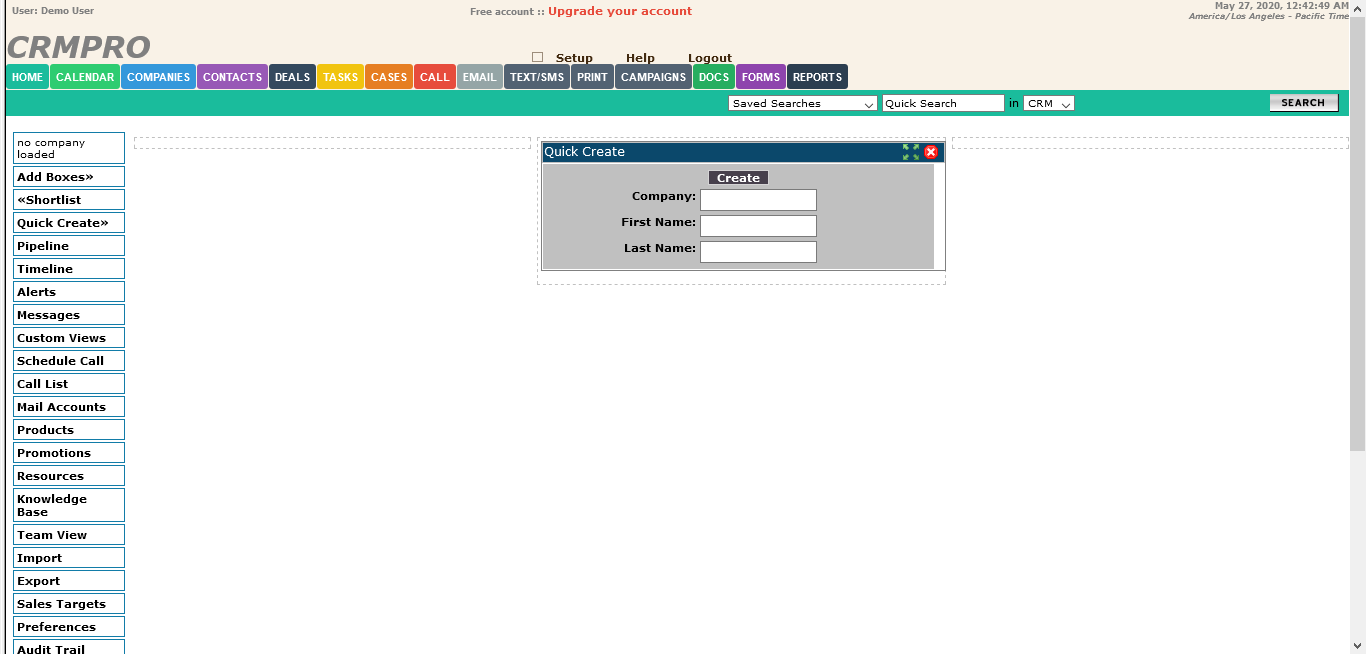 User: Demo User
Free account :: Upgrade your account
May 27, 2020, 12:42:49 AM
America/Los Angeles - Pacific Time
CRMPRO
Setup Help Logout
HOME CALENDAR COMPANIES CONTACTS DEALS TASKS CASES CALL EMAIL TEXT/SMS PRINT CAMPAIGNS DOCS FORMS REPORTS
Saved Searches Quick Search in CRM SEARCH
no company
loaded
Add Boxes»
«Shortlist
Quick Create»
Pipeline
Timeline
Alerts
Messages
Custom Views
Schedule Call
Call List
Mail Accounts
Products
Promotions
Resources
Knowledge
Base
Team View
Import
Export
Sales Targets
Preferences
Audit Trail
Quick Create
Create
Company:
First Name:
Last Name: